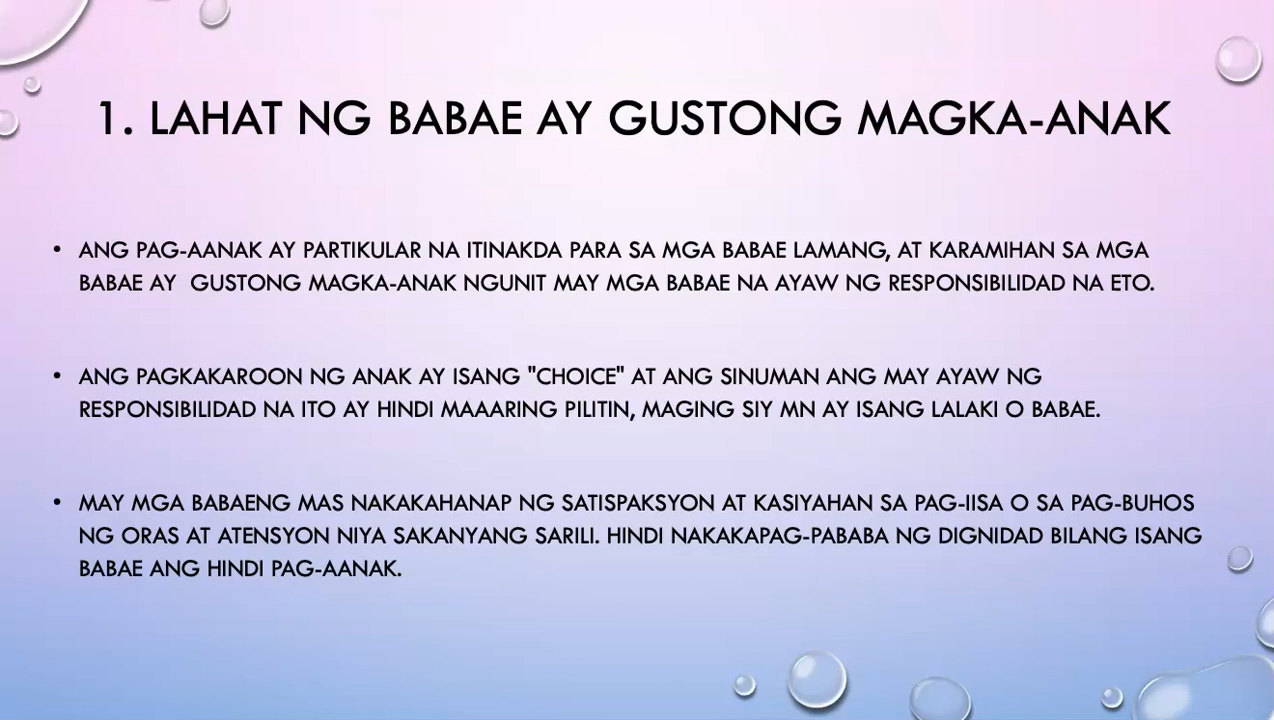 1. LAHAT NG BABAE AY GUSTONG MAGKA-ANAK
• ANG PAG-AANAK AY PARTIKULAR NA ITINAKDA PARA SA MGA BABAE LAMANG, AT KARAMIHAN SA MGA
BABAE AY  GUSTONG MAGKA-ANAK NGUNIT MAY MGA BABAE NA AYAW NG RESPONSIBILIDAD NA ETO.
• ANG PAGKAKAROON NG ANAK AY ISANG "CHOICE" AT ANG SINUMAN ANG MAY AYAW NG
RESPONSIBILIDAD NA ITO AY HINDI MAAARING PILITIN, MAGING SIY MN AY ISANG LALAKI O BABAE.
• MAY MGA BABAENG MAS NAKAKAHANAP NG SATISPAKSYON AT KASIYAHAN SA PAG-IISA O SA PAG-BUHOS
NG ORAS AT ATENSYON NIYA SAKANYANG SARILI. HINDI NAKAKAPAG-PABABA NG DIGNIDAD BILANG ISANG
BABAE ANG HINDI PAG-AANAK.